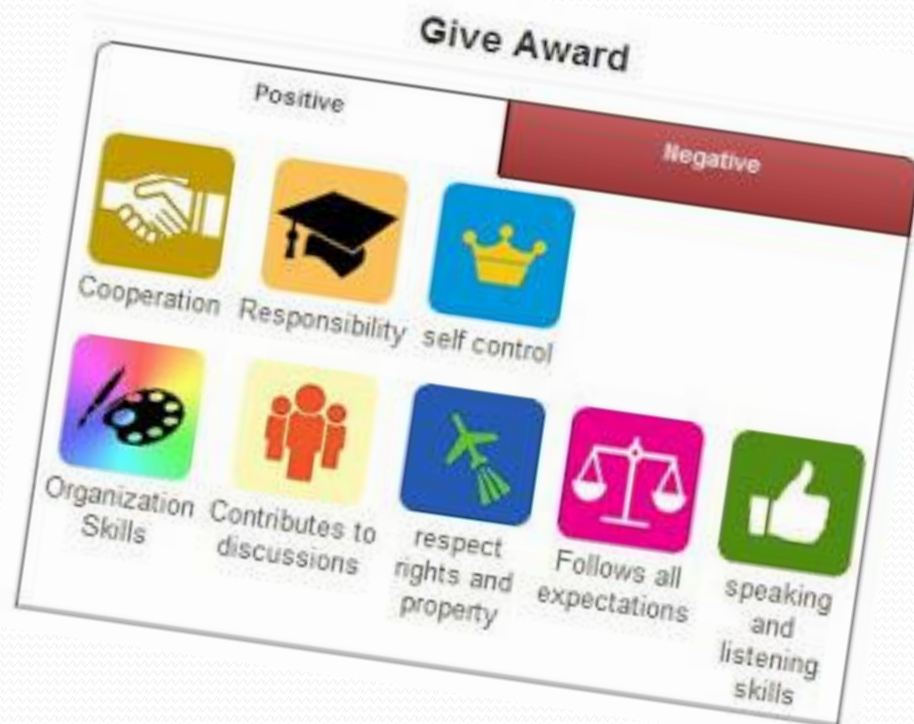 Give Award
Positive
Negative
Cooperation
Responsibility
self control
Organization
Skills
Contributes to
discussions
respect
rights and
property
Follows all
expectations
speaking
and
listening
skills